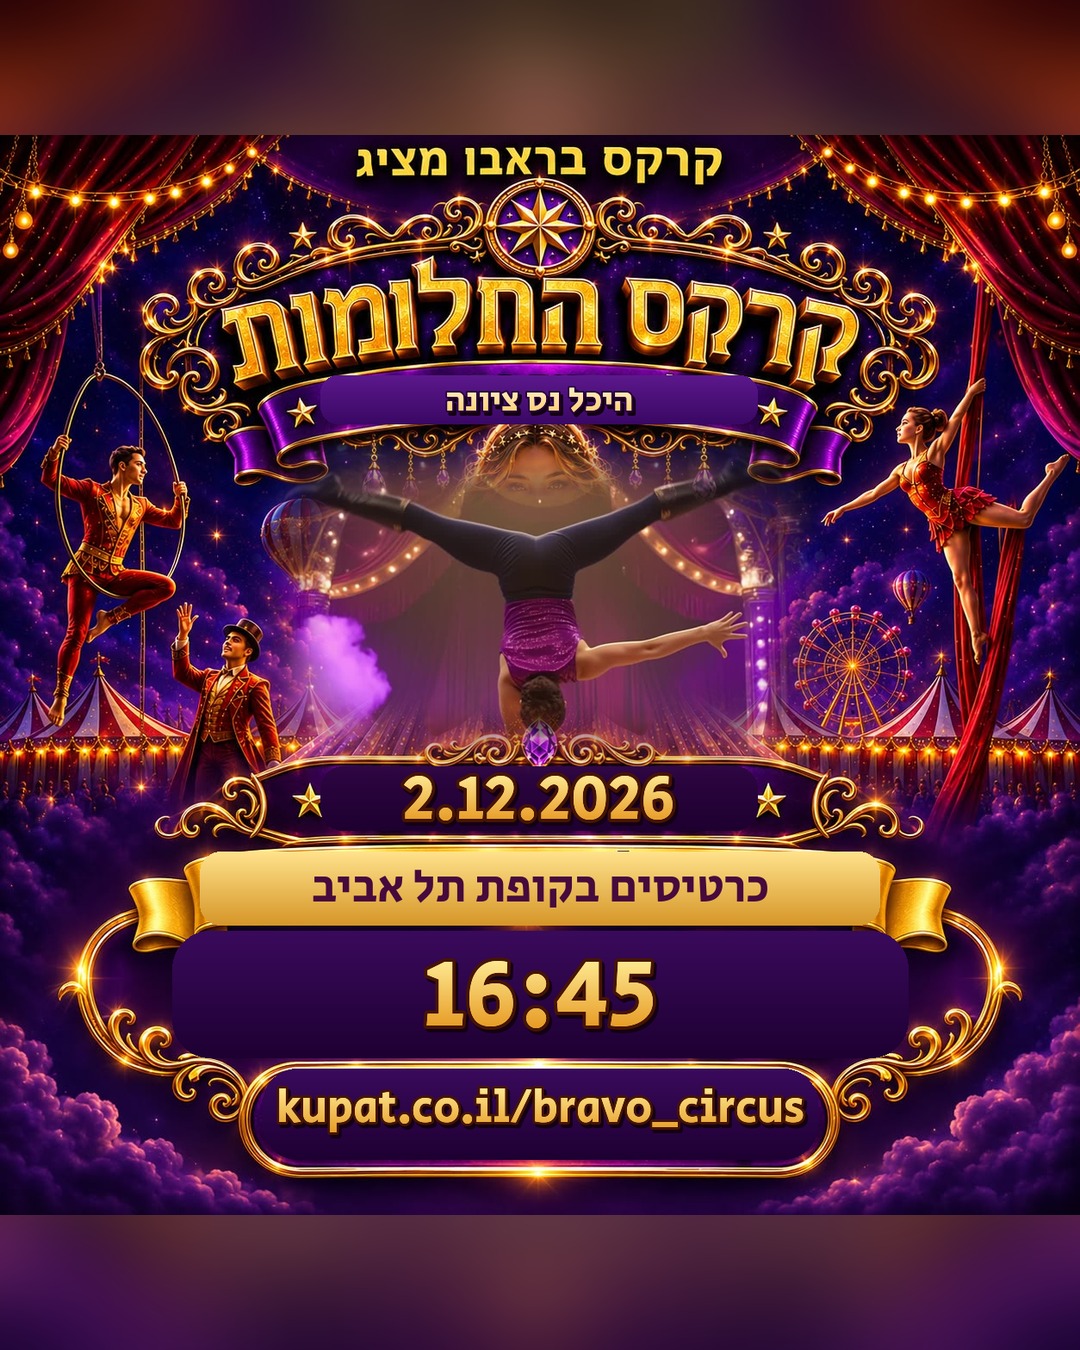 קרקס בראבו מציג
קרקס החלומות
היכל נס ציונה
2.12.2026
כרטיסים בקופת תל אביב
16:45
kupat.co.il/bravo_circus